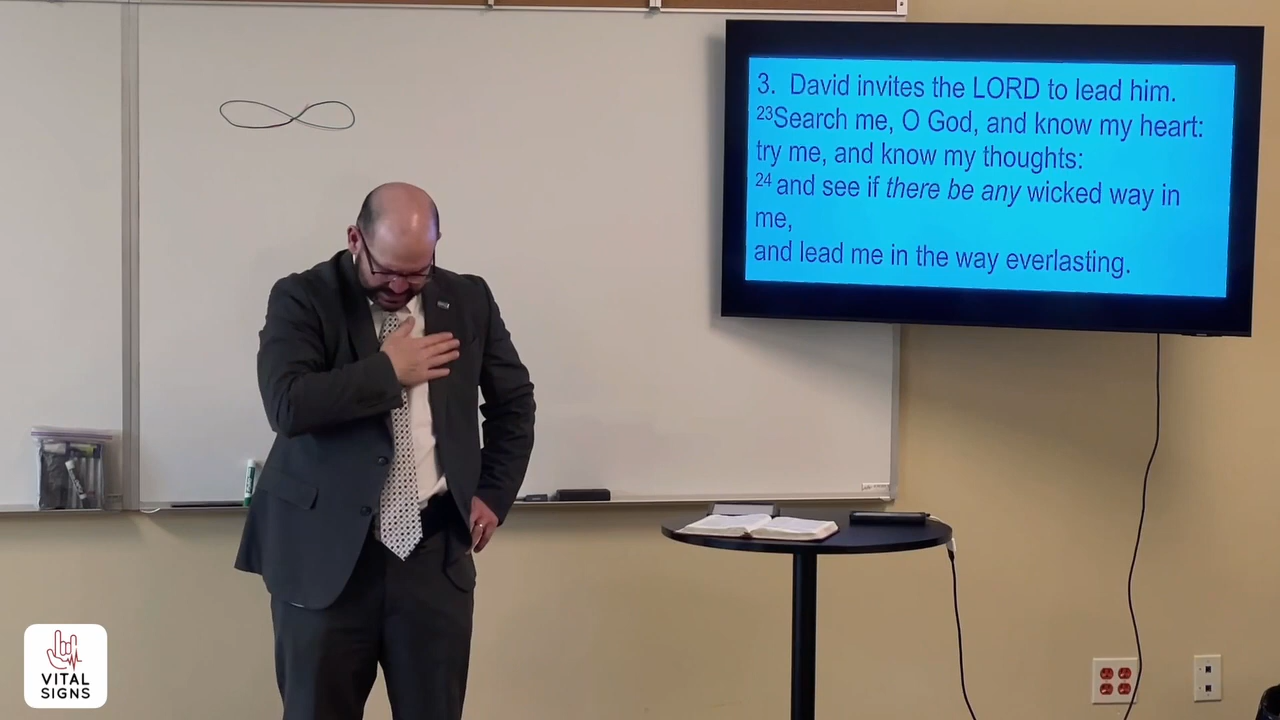 3. David invites the LORD to lead him.
²³Search me, O God, and know my heart:
try me, and know my thoughts:
²⁴ and see if there be any wicked way in
me,
and lead me in the way everlasting.
VITAL
SIGNS